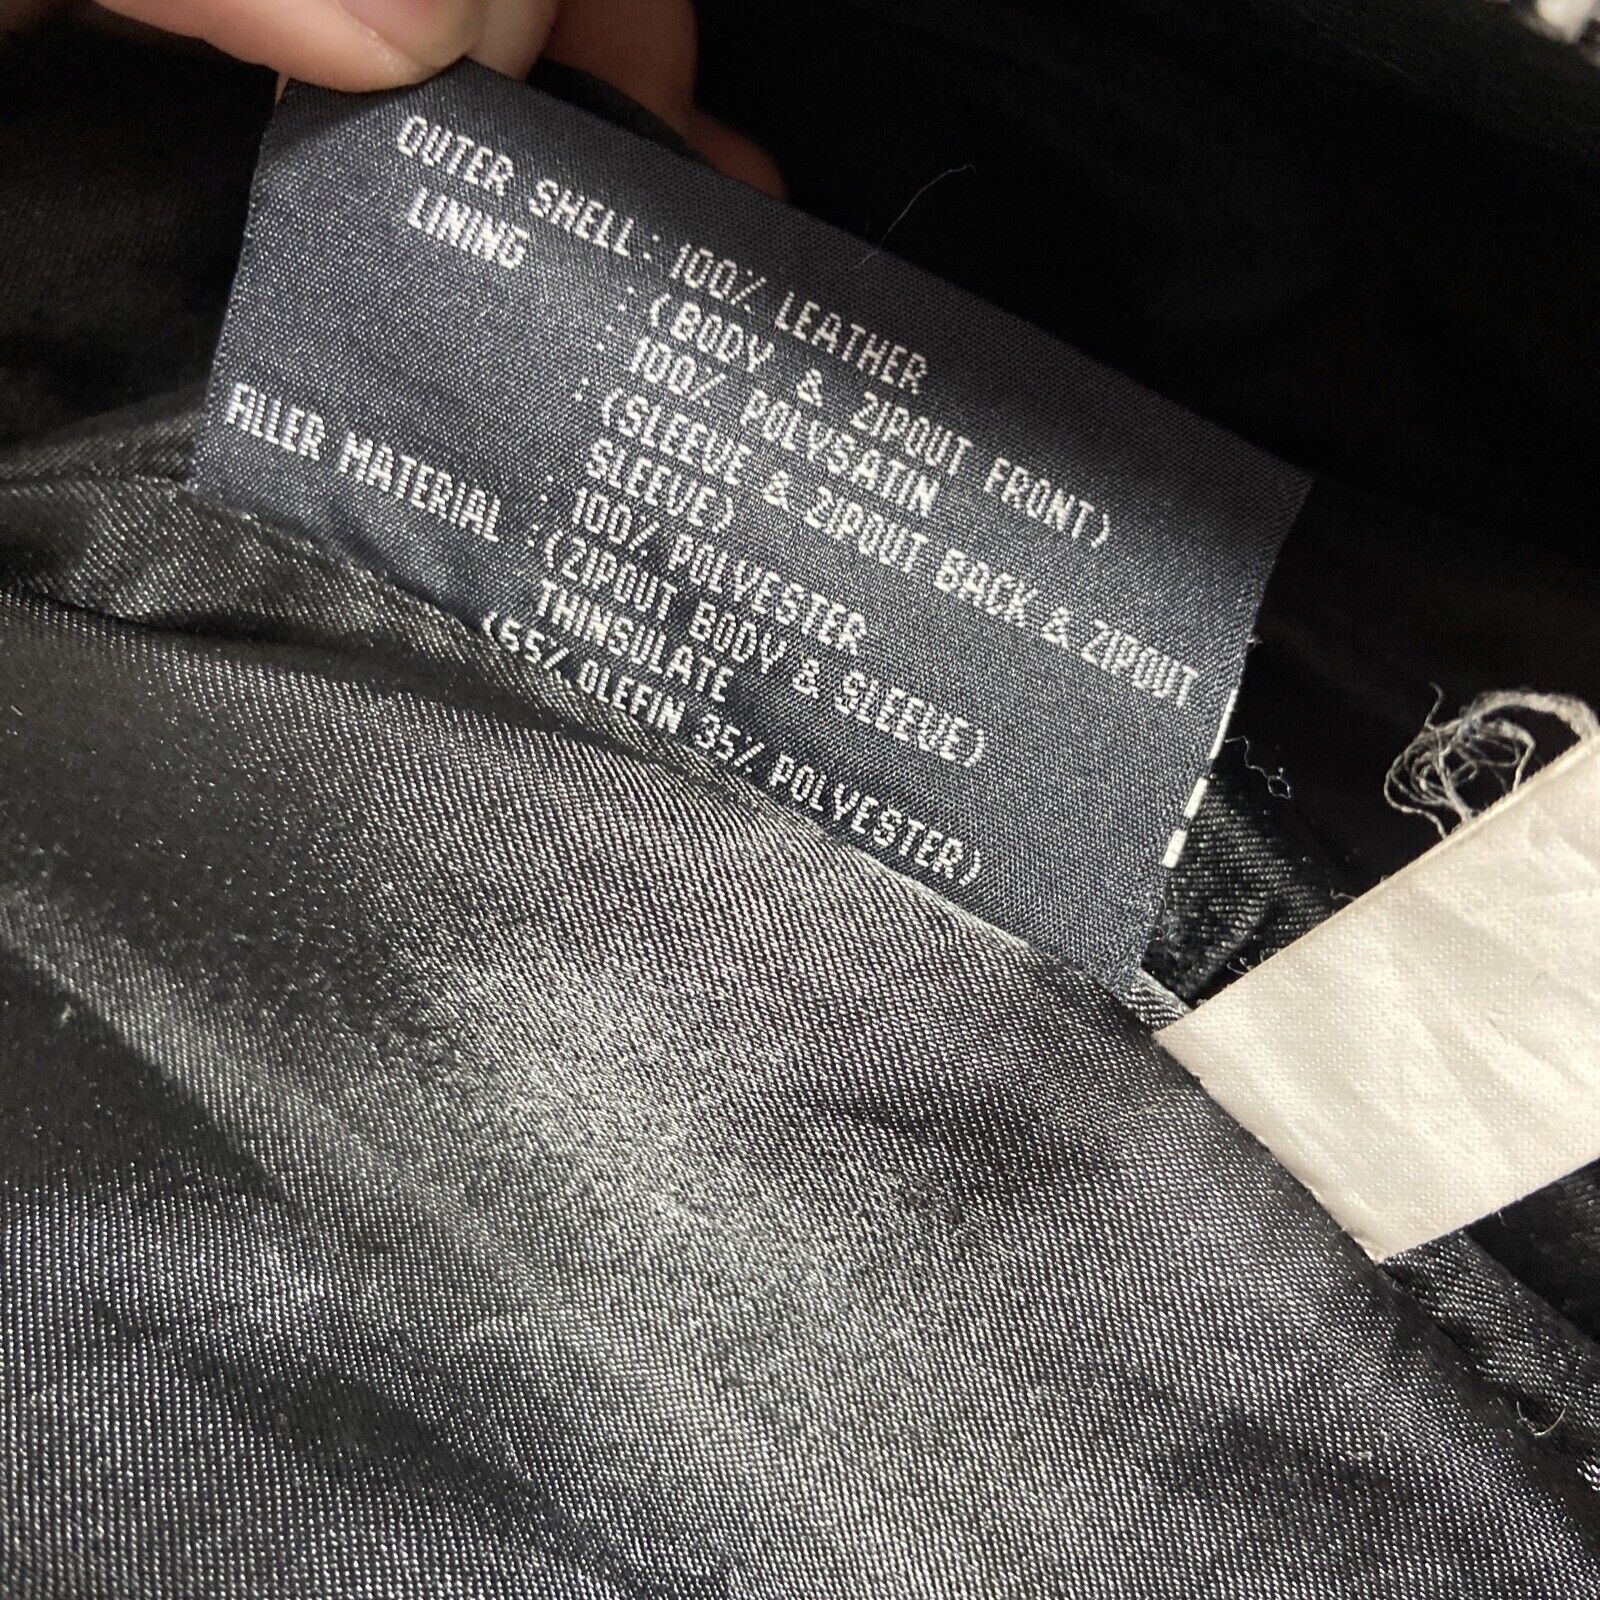 OUTER SHELL : 100% LEATHER
LINING : (BODY & ZIPOUT FRONT)
: 100% POLYSATIN
: (SLEEVE & ZIPOUT BACK & ZIPOUT
SLEEVE)
: 100% POLYESTER
FILLER MATERIAL : (ZIPOUT BODY & SLEEVE)
THINSULATE
(65% OLEFIN 35% POLYESTER)